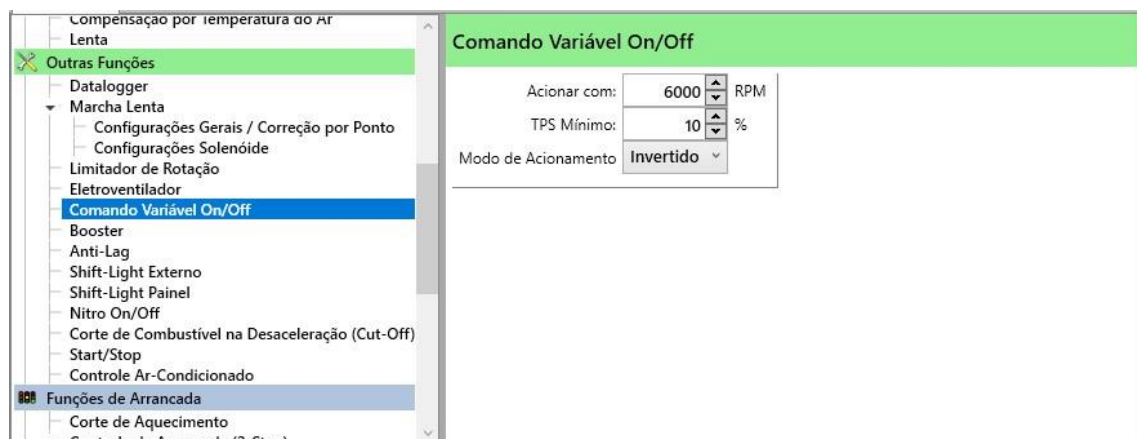 Compensação por Temperatura do Ar
Lenta
Outras Funções
Datalogger
Marcha Lenta
Configurações Gerais / Correção por Ponto
Configurações Solenóide
Limitador de Rotação
Eletroventilador
Comando Variável On/Off
Booster
Anti-Lag
Shift-Light Externo
Shift-Light Painel
Nitro On/Off
Corte de Combustível na Desaceleração (Cut-Off)
Start/Stop
Controle Ar-Condicionado
Funções de Arrancada
Corte de Aquecimento
Comando Variável On/Off
Acionar com: 6000 RPM
TPS Mínimo: 10 %
Modo de Acionamento Invertido